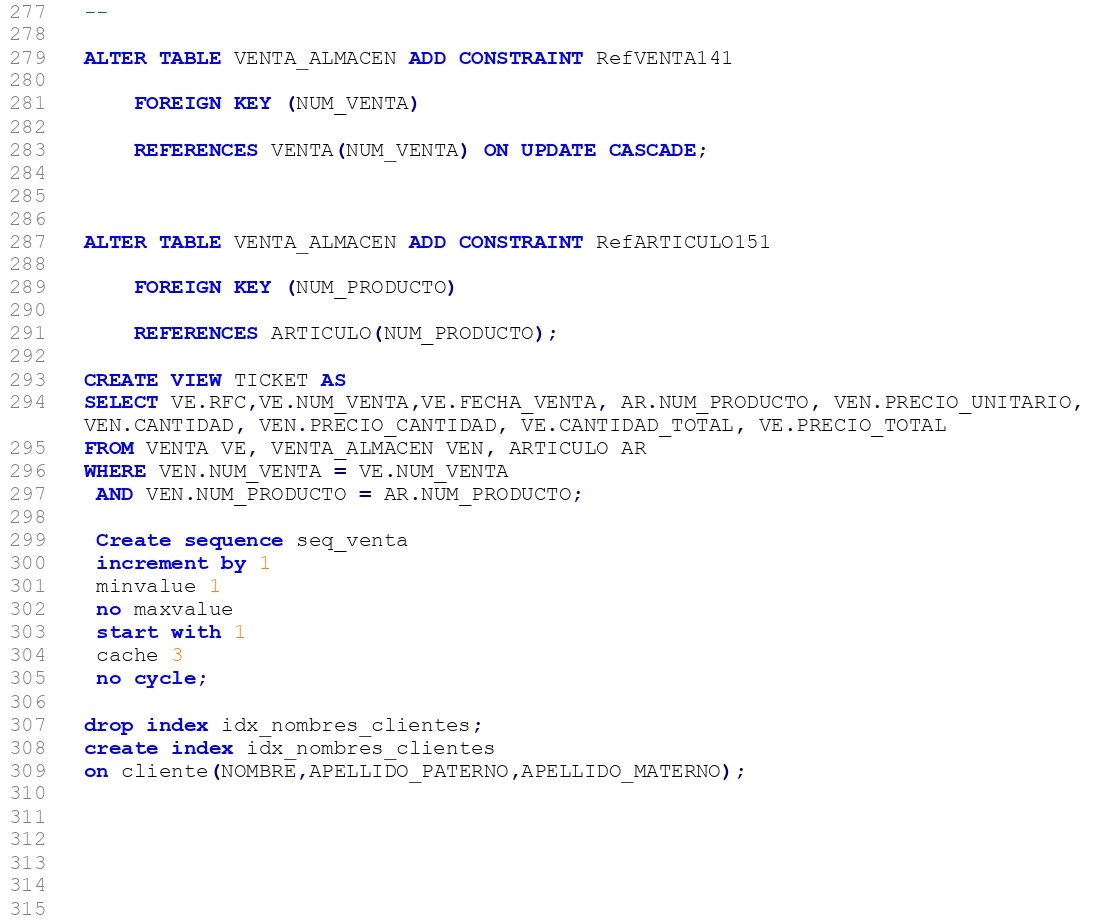 277 --
278
279 ALTER TABLE VENTA_ALMACEN ADD CONSTRAINT RefVENTA141
280
281 FOREIGN KEY (NUM_VENTA)
282
283 REFERENCES VENTA(NUM_VENTA) ON UPDATE CASCADE;
284
285
286
287 ALTER TABLE VENTA_ALMACEN ADD CONSTRAINT RefARTICULO151
288
289 FOREIGN KEY (NUM_PRODUCTO)
290
291 REFERENCES ARTICULO(NUM_PRODUCTO);
292
293 CREATE VIEW TICKET AS
294 SELECT VE.RFC,VE.NUM_VENTA,VE.FECHA_VENTA, AR.NUM_PRODUCTO, VEN.PRECIO_UNITARIO,
VEN.CANTIDAD, VEN.PRECIO_CANTIDAD, VE.CANTIDAD_TOTAL, VE.PRECIO_TOTAL
295 FROM VENTA VE, VENTA_ALMACEN VEN, ARTICULO AR
296 WHERE VEN.NUM_VENTA = VE.NUM_VENTA
297 AND VEN.NUM_PRODUCTO = AR.NUM_PRODUCTO;
298
299 Create sequence seq_venta
300 increment by 1
301 minvalue 1
302 no maxvalue
303 start with 1
304 cache 3
305 no cycle;
306
307 drop index idx_nombres_clientes;
308 create index idx_nombres_clientes
309 on cliente(NOMBRE,APELLIDO_PATERNO,APELLIDO_MATERNO);
310
311
312
313
314
315